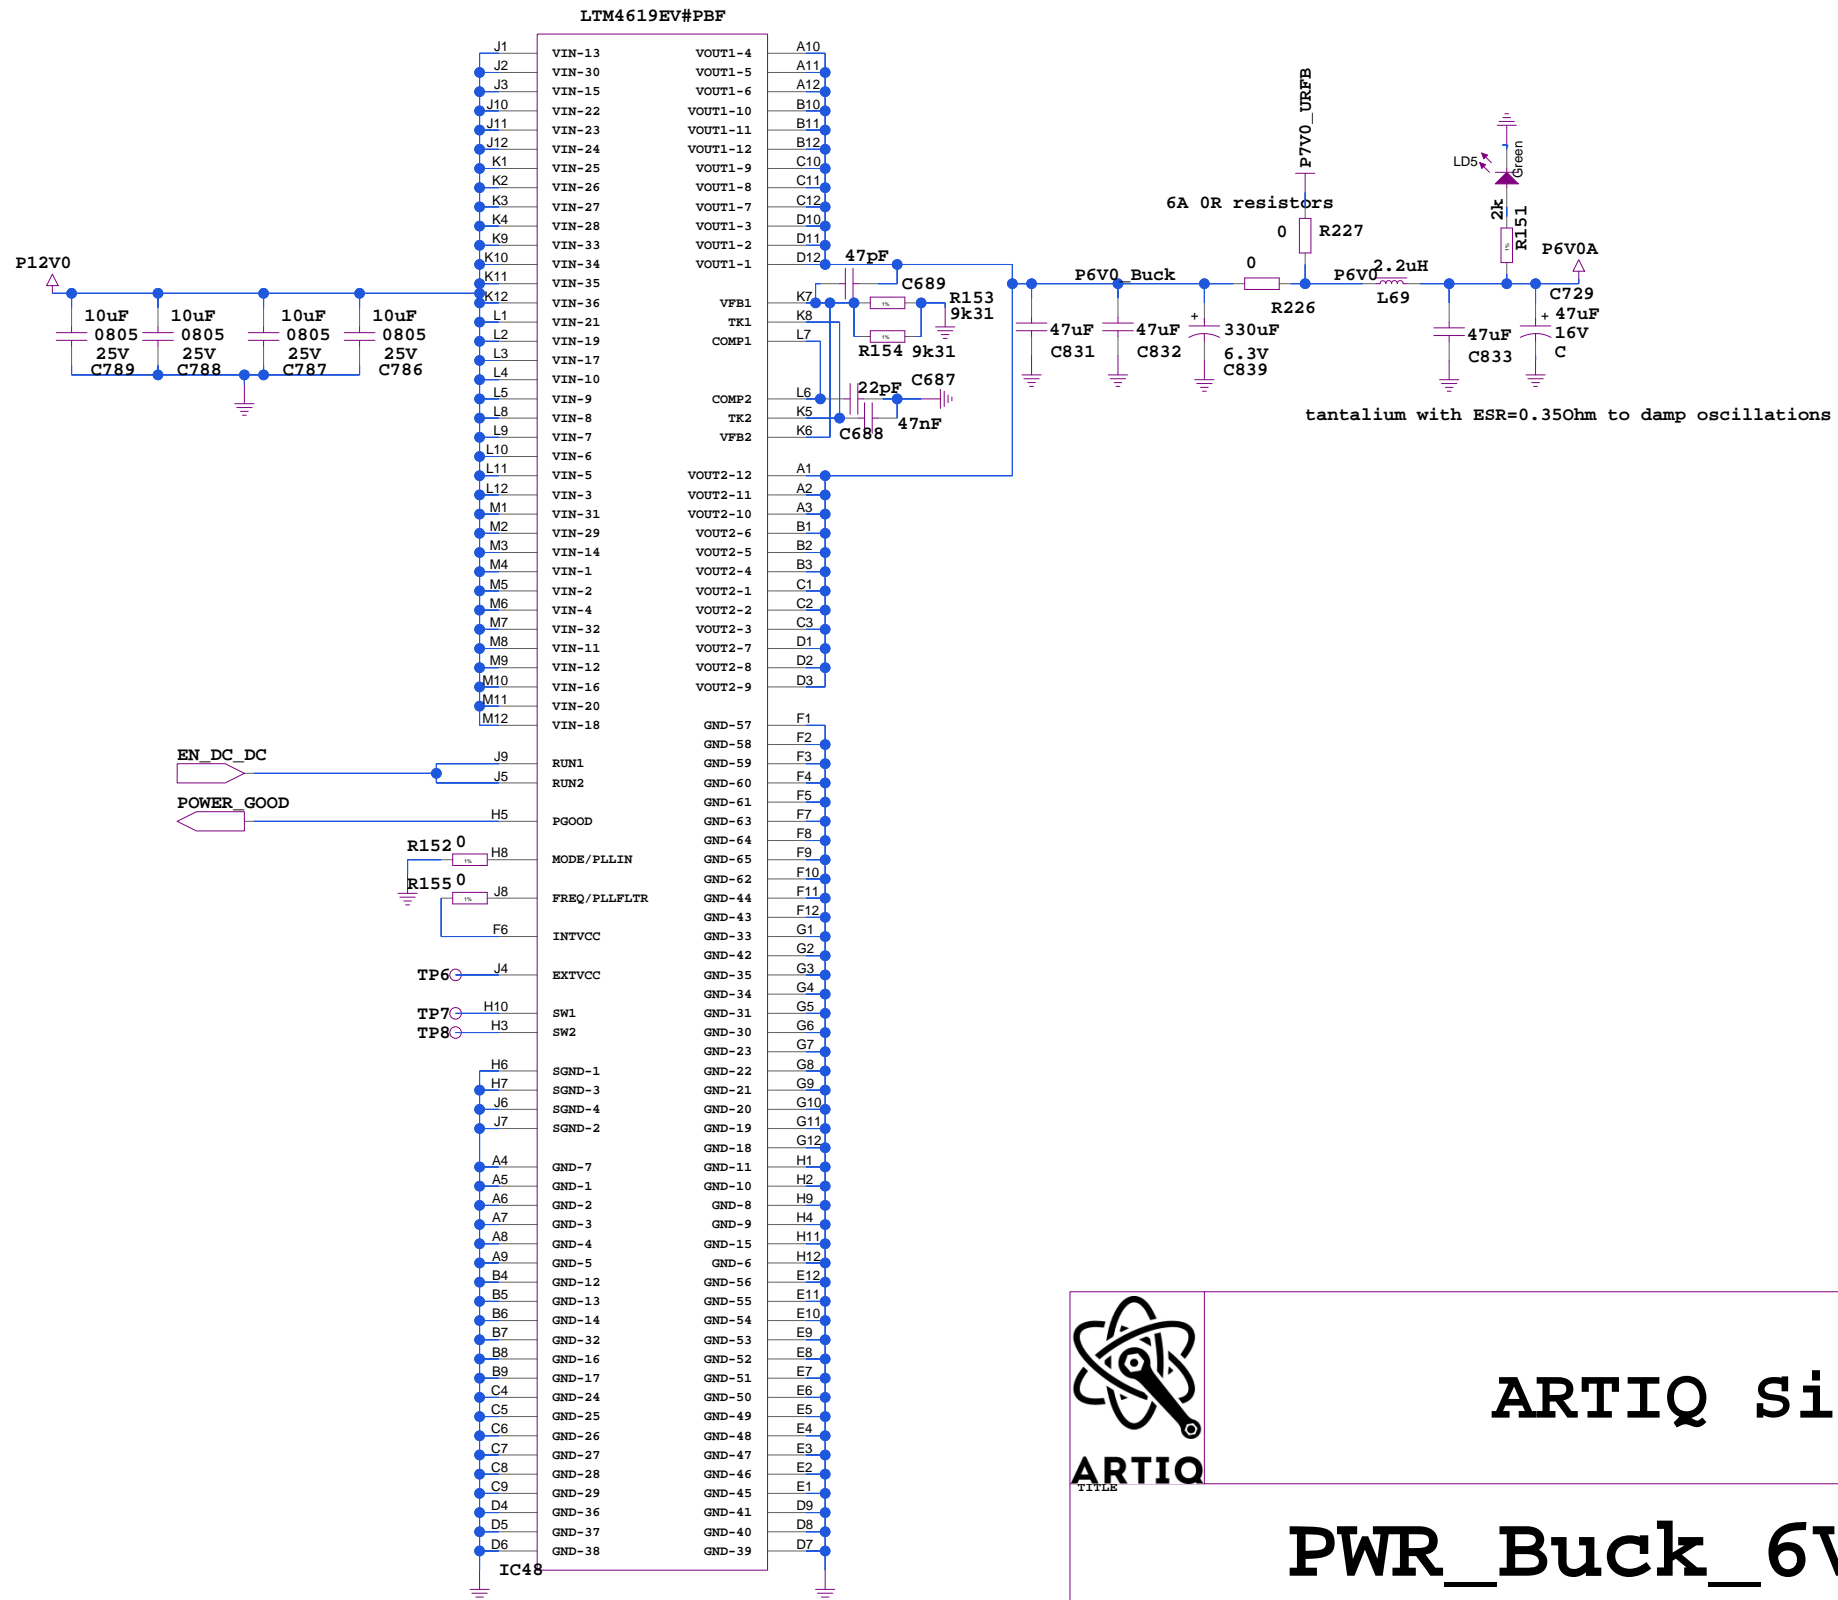 LTM4619EV#PBF
J1 VIN-13 VOUT1-4 A10
J2 VIN-30 VOUT1-5 A11
J3 VIN-15 VOUT1-6 A12
J10 VIN-22 VOUT1-10 B10
J11 VIN-23 VOUT1-11 B11
J12 VIN-24 VOUT1-12 B12
K1 VIN-25 VOUT1-9 C10
K2 VIN-26 VOUT1-8 C11
K3 VIN-27 VOUT1-7 C12
K4 VIN-28 VOUT1-3 D10
K9 VIN-33 VOUT1-2 D11
K10 VIN-34 VOUT1-1 D12
K11 VIN-35
K12 VIN-36 VFB1 K7
L1 VIN-21 TK1 K8
L2 VIN-19 COMP1 L7
L3 VIN-17
L4 VIN-10
L5 VIN-9 COMP2 L6
L8 VIN-8 TK2 K5
L9 VIN-7 VFB2 K6
L10 VIN-6
L11 VIN-5 VOUT2-12 A1
L12 VIN-3 VOUT2-11 A2
M1 VIN-31 VOUT2-10 A3
M2 VIN-29 VOUT2-6 B1
M3 VIN-14 VOUT2-5 B2
M4 VIN-1 VOUT2-4 B3
M5 VIN-2 VOUT2-1 C1
M6 VIN-4 VOUT2-2 C2
M7 VIN-32 VOUT2-3 C3
M8 VIN-11 VOUT2-7 D1
M9 VIN-12 VOUT2-8 D2
M10 VIN-16 VOUT2-9 D3
M11 VIN-20
M12 VIN-18 GND-57 F1
GND-58 F2
J9 RUN1 GND-59 F3
J5 RUN2 GND-60 F4
GND-61 F5
H5 PGOOD GND-63 F7
GND-64 F8
H8 MODE/PLLIN GND-65 F9
GND-62 F10
J8 FREQ/PLLFLTR GND-44 F11
GND-43 F12
F6 INTVCC GND-33 G1
GND-42 G2
J4 EXTVCC GND-35 G3
GND-34 G4
H10 SW1 GND-31 G5
H3 SW2 GND-30 G6
GND-23 G7
H6 SGND-1 GND-22 G8
H7 SGND-3 GND-21 G9
J6 SGND-4 GND-20 G10
J7 SGND-2 GND-19 G11
GND-18 G12
A4 GND-7 GND-11 H1
A5 GND-1 GND-10 H2
A6 GND-2 GND-8 H9
A7 GND-3 GND-9 H4
A8 GND-4 GND-15 H11
A9 GND-5 GND-6 H12
B4 GND-12 GND-56 E12
B5 GND-13 GND-55 E11
B6 GND-14 GND-54 E10
B7 GND-32 GND-53 E9
B8 GND-16 GND-52 E8
B9 GND-17 GND-51 E7
C4 GND-24 GND-50 E6
C5 GND-25 GND-49 E5
C6 GND-26 GND-48 E4
C7 GND-27 GND-47 E3
C8 GND-28 GND-46 E2
C9 GND-29 GND-45 E1
D4 GND-36 GND-41 D9
D5 GND-37 GND-40 D8
D6 GND-38 GND-39 D7
IC48
P12V0
10uF 10uF 10uF 10uF
0805 0805 0805 0805
25V 25V 25V 25V
C789 C788 C787 C786
EN_DC_DC
POWER_GOOD
R152 0
1%
R155 0
1%
TP6
TP7
TP8
47pF
C689
1% R153
9k31
1%
R154 9k31
C687
22pF
47nF
C688
P7V0_URFB
6A 0R resistors
0 R227
P6V0_Buck
0
R226
P6V0
2.2uH
L69
LD5
Green
2k
R151
1%
P6V0A
47uF
C831
47uF
C832
+
330uF
6.3V
C839
47uF
C833
C729
+ 47uF
16V
C
tantalium with ESR=0.35Ohm to damp oscillations
ARTIQ
ARTIQ Si
TITLE
PWR_Buck_6V